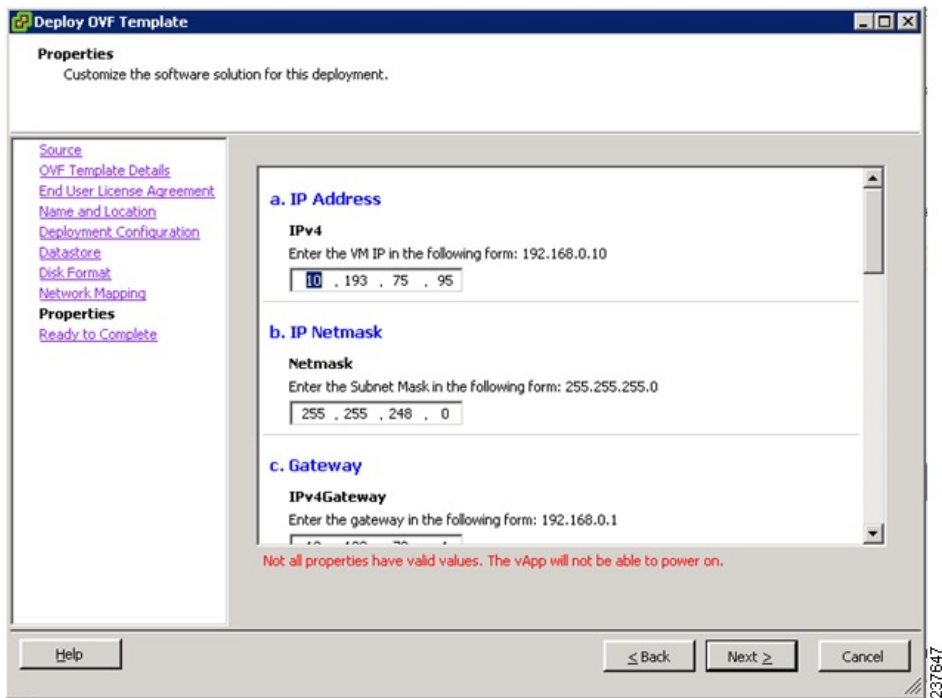 Deploy OVF Template
Properties
Customize the software solution for this deployment.
Source
OVF Template Details
End User License Agreement
Name and Location
Deployment Configuration
Datastore
Disk Format
Network Mapping
Properties
Ready to Complete
a. IP Address
IPv4
Enter the VM IP in the following form: 192.168.0.10
10 . 193 . 75 . 95
b. IP Netmask
Netmask
Enter the Subnet Mask in the following form: 255.255.255.0
255 . 255 . 248 . 0
c. Gateway
IPv4Gateway
Enter the gateway in the following form: 192.168.0.1
Not all properties have valid values. The vApp will not be able to power on.
Help
≤ Back
Next ≥
Cancel
237647